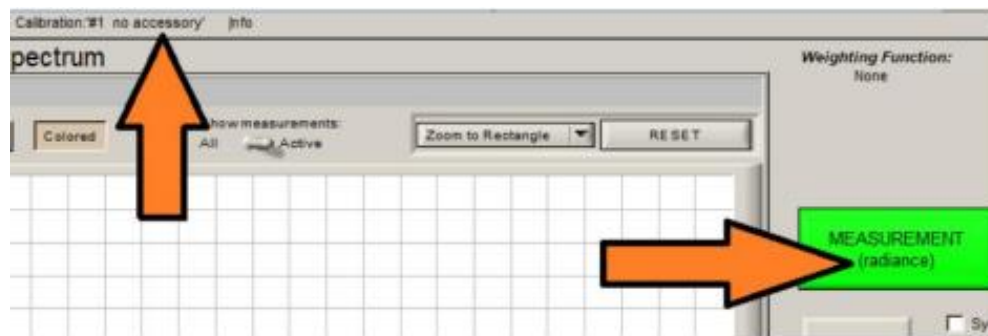 Calibration:'#1 no accessory' Info
pectrum
Weighting Function:
None
Colored
how measurements:
All Active
Zoom to Rectangle
RESET
MEASUREMENT
(radiance)
Sy